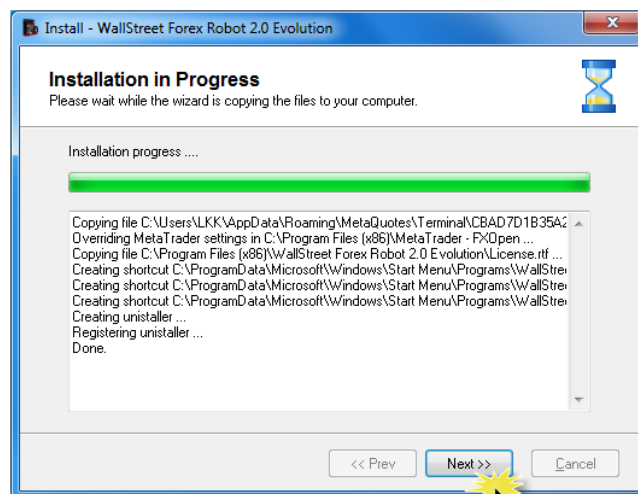 Install - WallStreet Forex Robot 2.0 Evolution
Installation in Progress
Please wait while the wizard is copying the files to your computer.
Installation progress ....
Copying file C:\Users\LKK\AppData\Roaming\MetaQuotes\Terminal\CBAD7D1B35A2
Overriding MetaTrader settings in C:\Program Files (x86)\MetaTrader - FXOpen ...
Copying file C:\Program Files (x86)\WallStreet Forex Robot 2.0 Evolution\License.rtf ...
Creating shortcut C:\ProgramData\Microsoft\Windows\Start Menu\Programs\WallStre
Creating shortcut C:\ProgramData\Microsoft\Windows\Start Menu\Programs\WallStre
Creating shortcut C:\ProgramData\Microsoft\Windows\Start Menu\Programs\WallStre
Creating unistaller ...
Registering unistaller ...
Done.
<< Prev Next >> Cancel